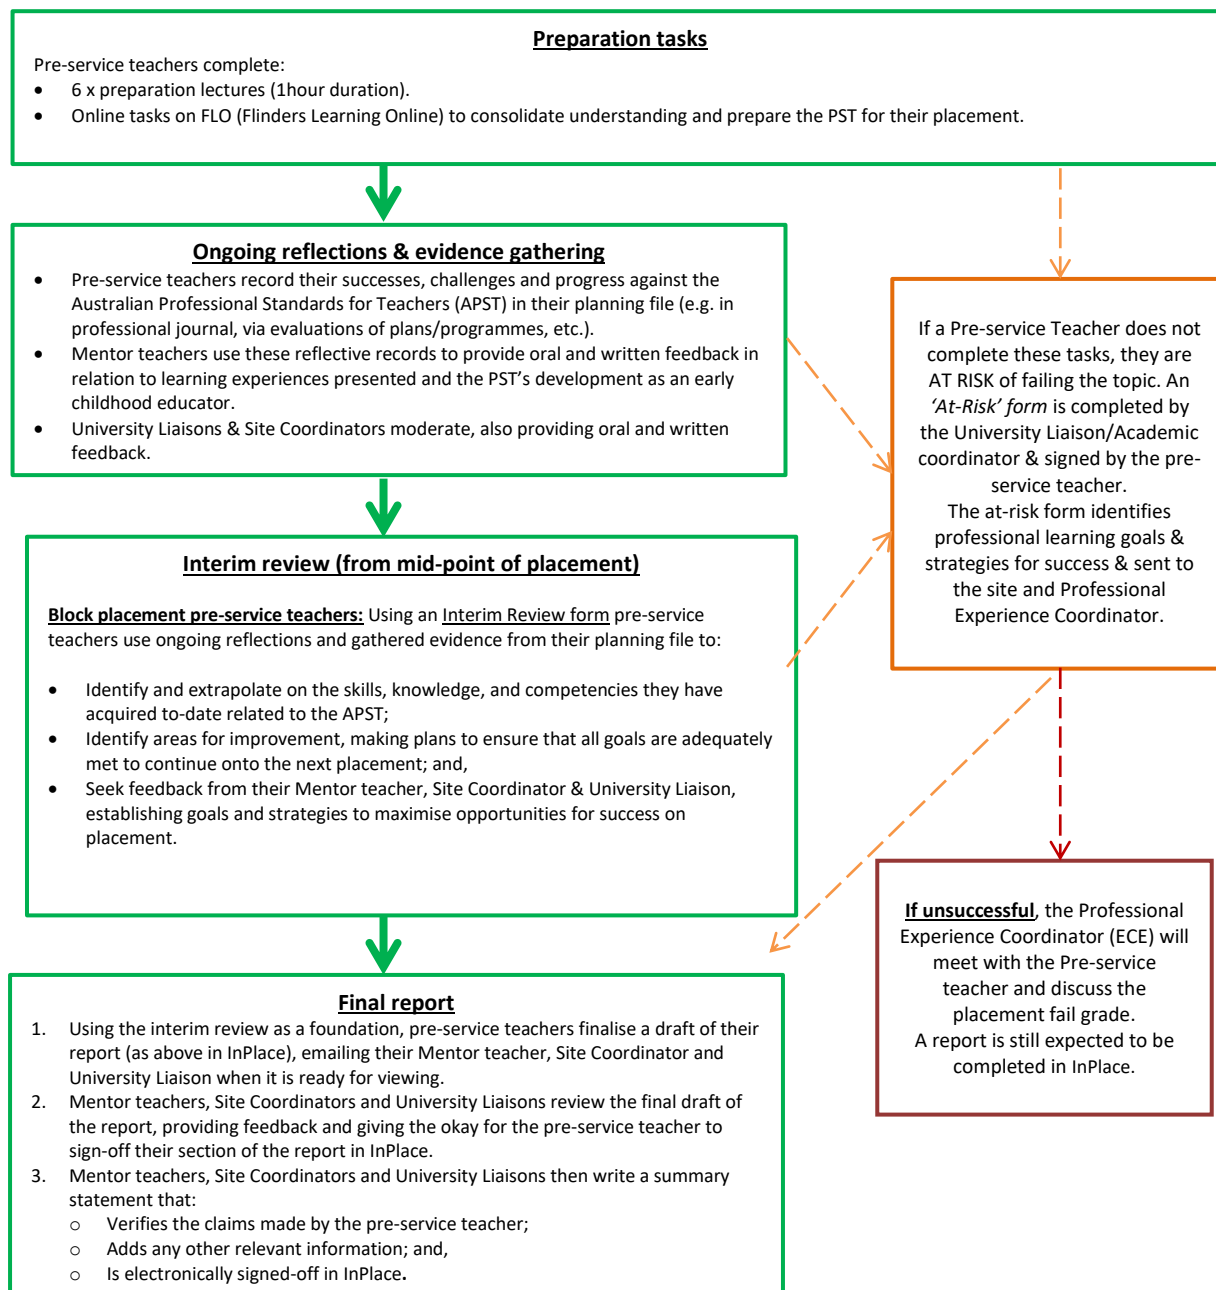 Preparation tasks
Pre-service teachers complete:
• 6 x preparation lectures (1hour duration).
• Online tasks on FLO (Flinders Learning Online) to consolidate understanding and prepare the PST for their placement.
Ongoing reflections & evidence gathering
• Pre-service teachers record their successes, challenges and progress against the
Australian Professional Standards for Teachers (APST) in their planning file (e.g. in
professional journal, via evaluations of plans/programmes, etc.).
• Mentor teachers use these reflective records to provide oral and written feedback in
relation to learning experiences presented and the PST’s development as an early
childhood educator.
• University Liaisons & Site Coordinators moderate, also providing oral and written
feedback.
If a Pre-service Teacher does not
complete these tasks, they are
AT RISK of failing the topic. An
‘At-Risk’ form is completed by
the University Liaison/Academic
coordinator & signed by the pre-
service teacher.
The at-risk form identifies
professional learning goals &
strategies for success & sent to
the site and Professional
Experience Coordinator.
Interim review (from mid-point of placement)
Block placement pre-service teachers: Using an Interim Review form pre-service
teachers use ongoing reflections and gathered evidence from their planning file to:
• Identify and extrapolate on the skills, knowledge, and competencies they have
acquired to-date related to the APST;
• Identify areas for improvement, making plans to ensure that all goals are adequately
met to continue onto the next placement; and,
• Seek feedback from their Mentor teacher, Site Coordinator & University Liaison,
establishing goals and strategies to maximise opportunities for success on
placement.
If unsuccessful, the Professional
Experience Coordinator (ECE) will
meet with the Pre-service
teacher and discuss the
placement fail grade.
A report is still expected to be
completed in InPlace.
Final report
1. Using the interim review as a foundation, pre-service teachers finalise a draft of their
report (as above in InPlace), emailing their Mentor teacher, Site Coordinator and
University Liaison when it is ready for viewing.
2. Mentor teachers, Site Coordinators and University Liaisons review the final draft of
the report, providing feedback and giving the okay for the pre-service teacher to
sign-off their section of the report in InPlace.
3. Mentor teachers, Site Coordinators and University Liaisons then write a summary
statement that:
o Verifies the claims made by the pre-service teacher;
o Adds any other relevant information; and,
o Is electronically signed-off in InPlace.